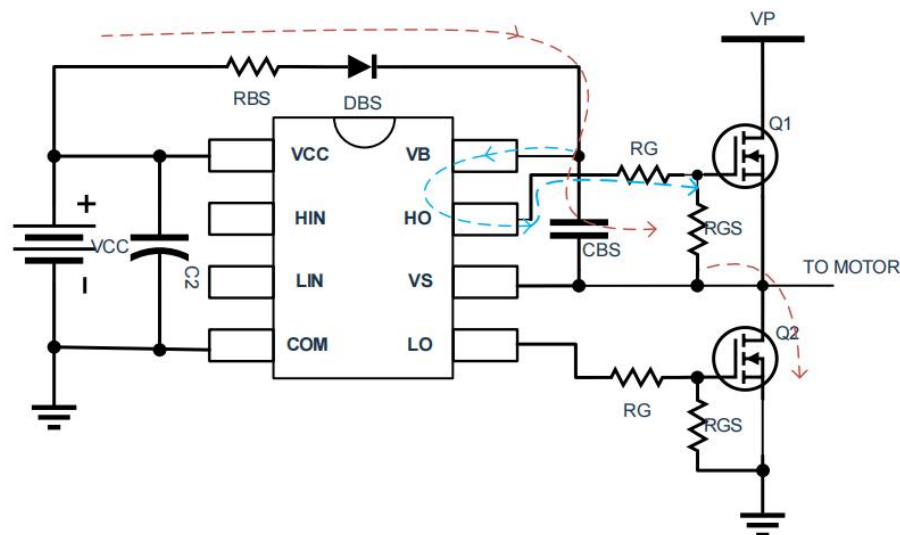 VP
RBS
DBS
Q1
VCC
VB
RG
HIN
HO
RGS
+
VCC
C2
CBS
LIN
VS
TO MOTOR
-
COM
LO
Q2
RG
RGS